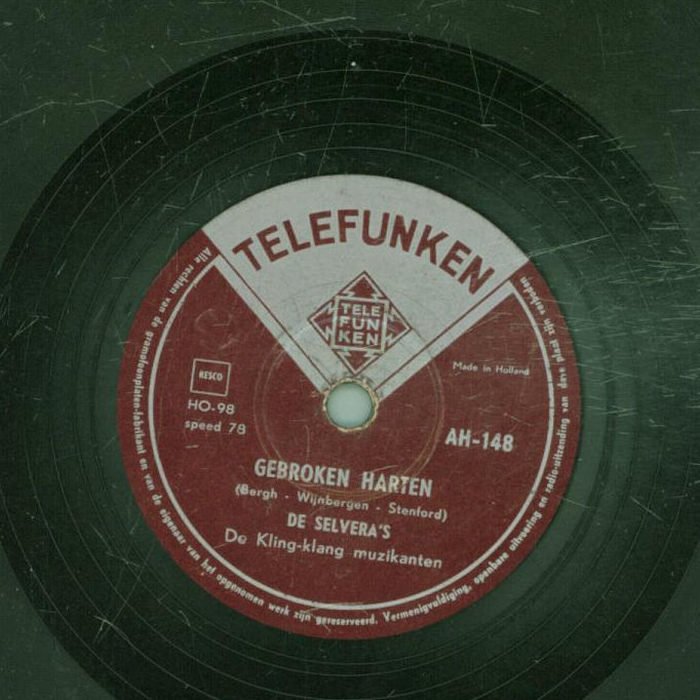 TELEFUNKEN
TELE
FUN
KEN
Made in Holland
NESCO
HO-98
speed 78
AH-148
GEBROKEN HARTEN
(Bergh - Wijnbergen - Stenford)
DE SELVERA'S
De Kling-klang muzikanten
Alle rechten van de gramofoonplaten-fabrikant en van de eigenaar van het opgenomen werk zijn gereserveerd. Vermenigvuldiging, openbare uitvoering en radio-uitzending van deze plaat zijn verboden